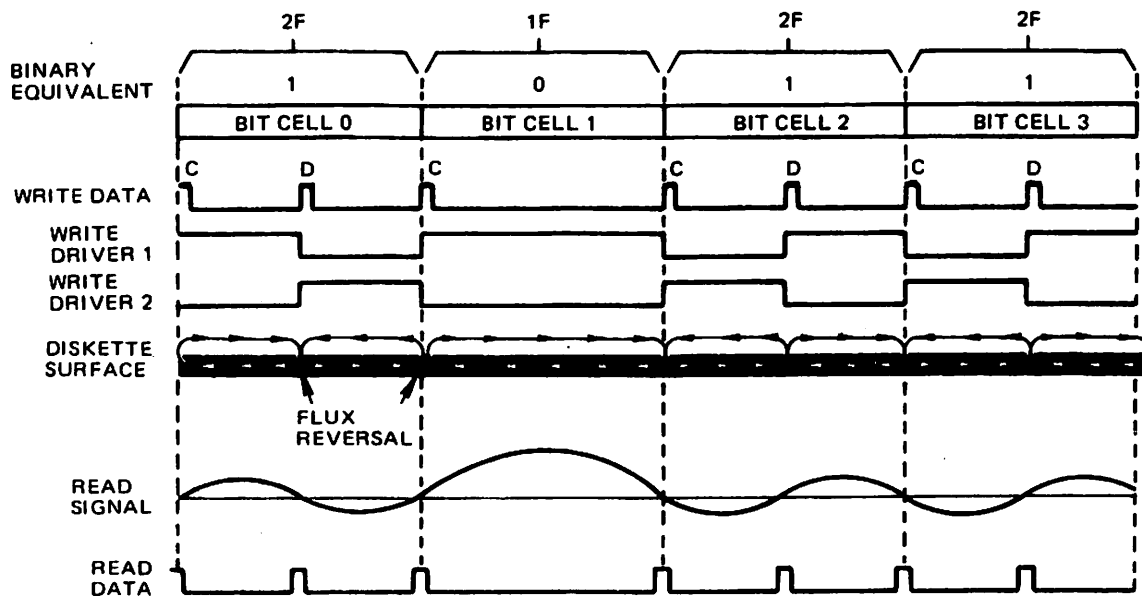 2F 1F 2F 2F
BINARY
EQUIVALENT
1 0 1 1
BIT CELL 0 BIT CELL 1 BIT CELL 2 BIT CELL 3
C D C C D C D
WRITE DATA
WRITE
DRIVER 1
WRITE
DRIVER 2
DISKETTE
SURFACE
FLUX
REVERSAL
READ
SIGNAL
READ
DATA